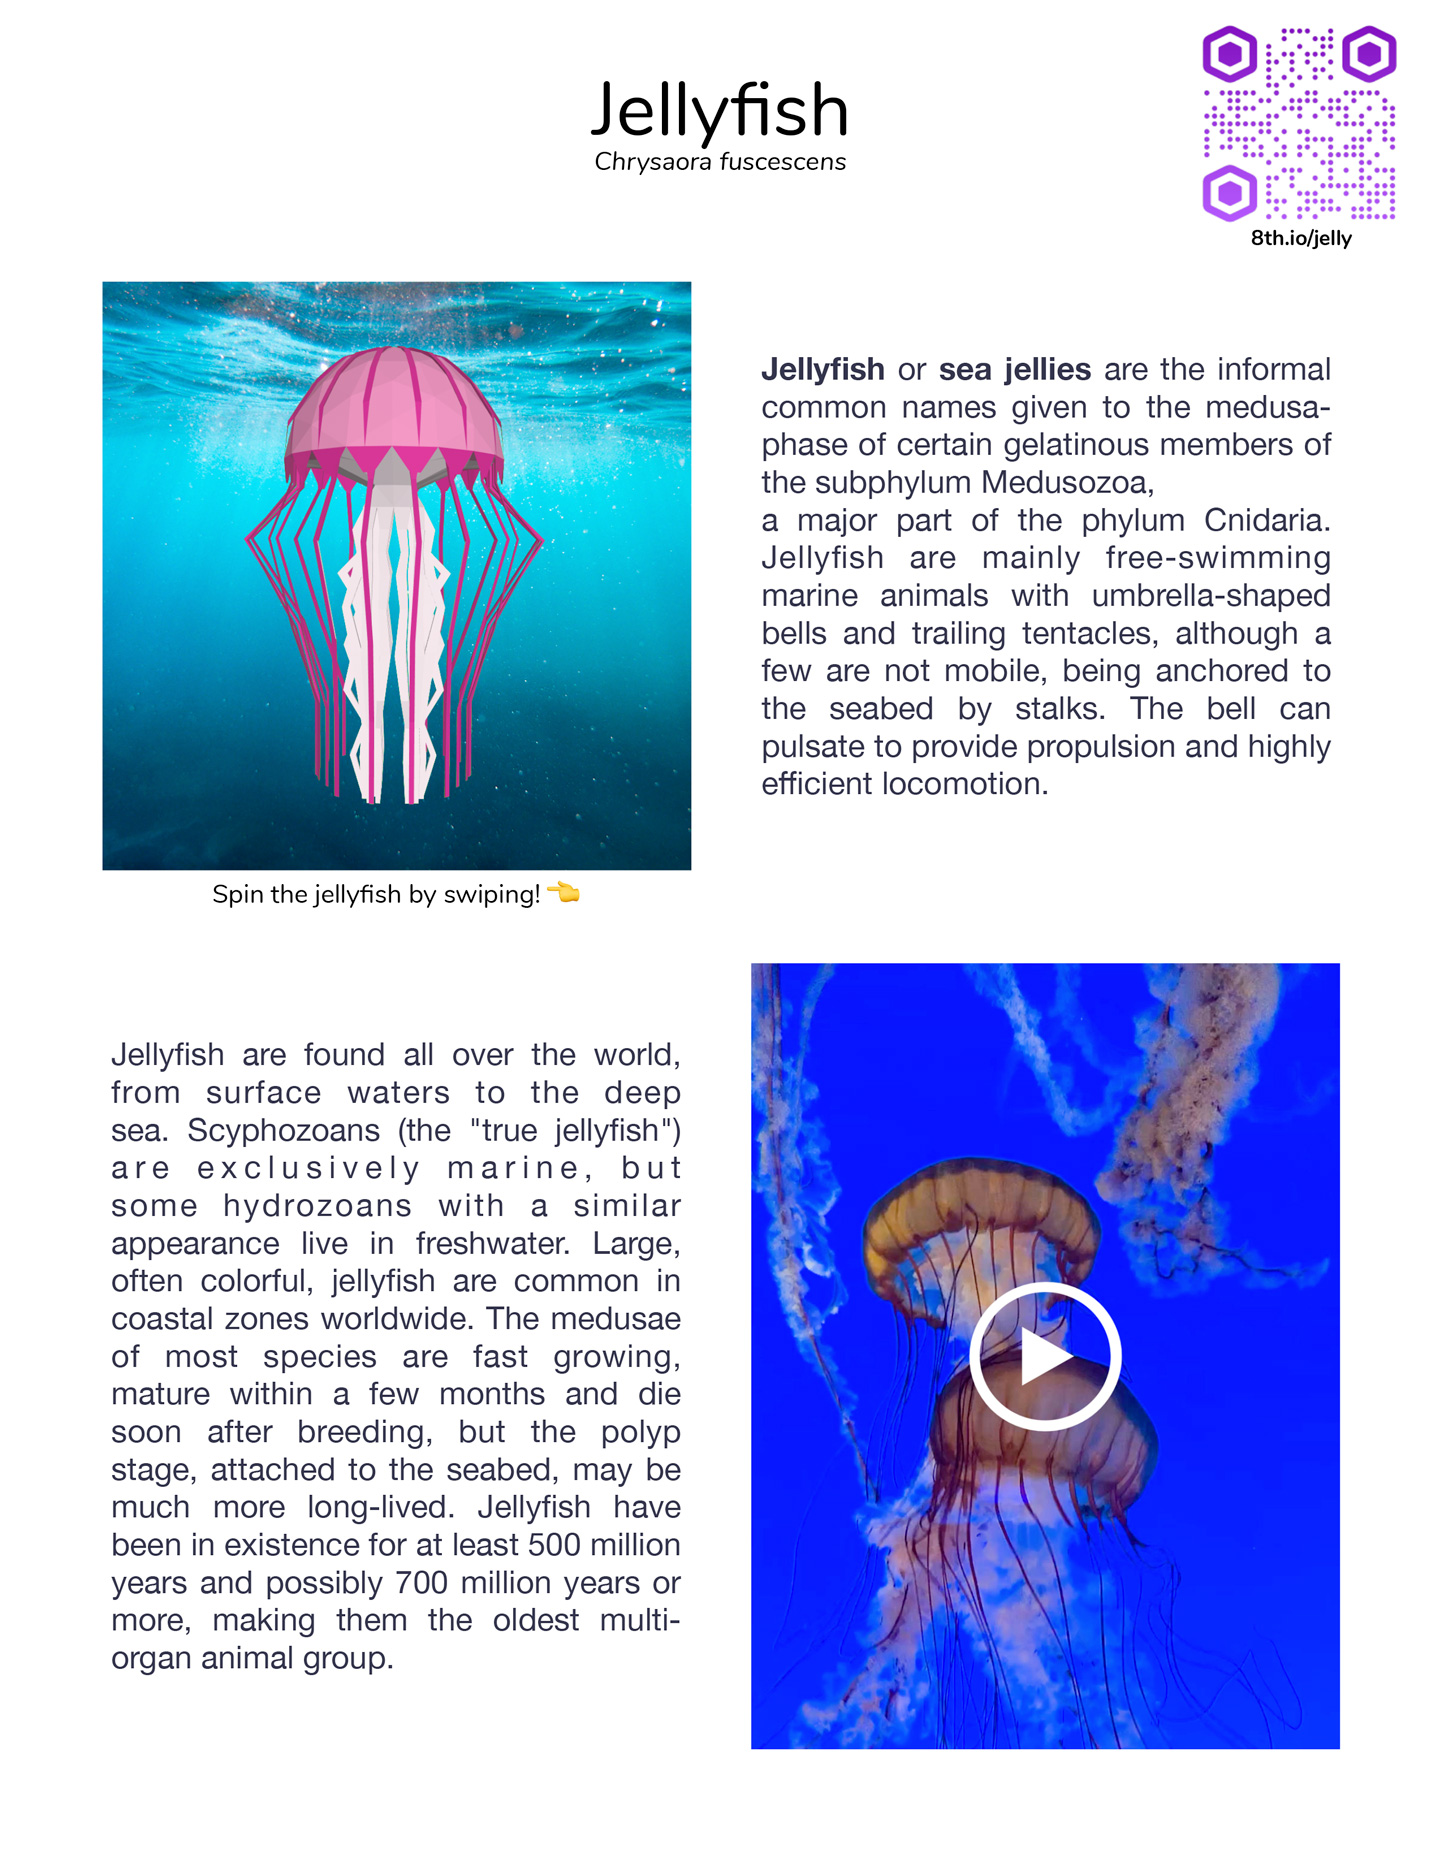 Jellyfish
Chrysaora fuscescens
8th.io/jelly
Jellyfish or sea jellies are the informal
common names given to the medusa-
phase of certain gelatinous members of
the subphylum Medusozoa,
a major part of the phylum Cnidaria.
Jellyfish are mainly free-swimming
marine animals with umbrella-shaped
bells and trailing tentacles, although a
few are not mobile, being anchored to
the seabed by stalks. The bell can
pulsate to provide propulsion and highly
efficient locomotion.
Spin the jellyfish by swiping! 👈
Jellyfish are found all over the world,
from surface waters to the deep
sea. Scyphozoans (the "true jellyfish")
are exclusively marine, but
some hydrozoans with a similar
appearance live in freshwater. Large,
often colorful, jellyfish are common in
coastal zones worldwide. The medusae
of most species are fast growing,
mature within a few months and die
soon after breeding, but the polyp
stage, attached to the seabed, may be
much more long-lived. Jellyfish have
been in existence for at least 500 million
years and possibly 700 million years or
more, making them the oldest multi-
organ animal group.